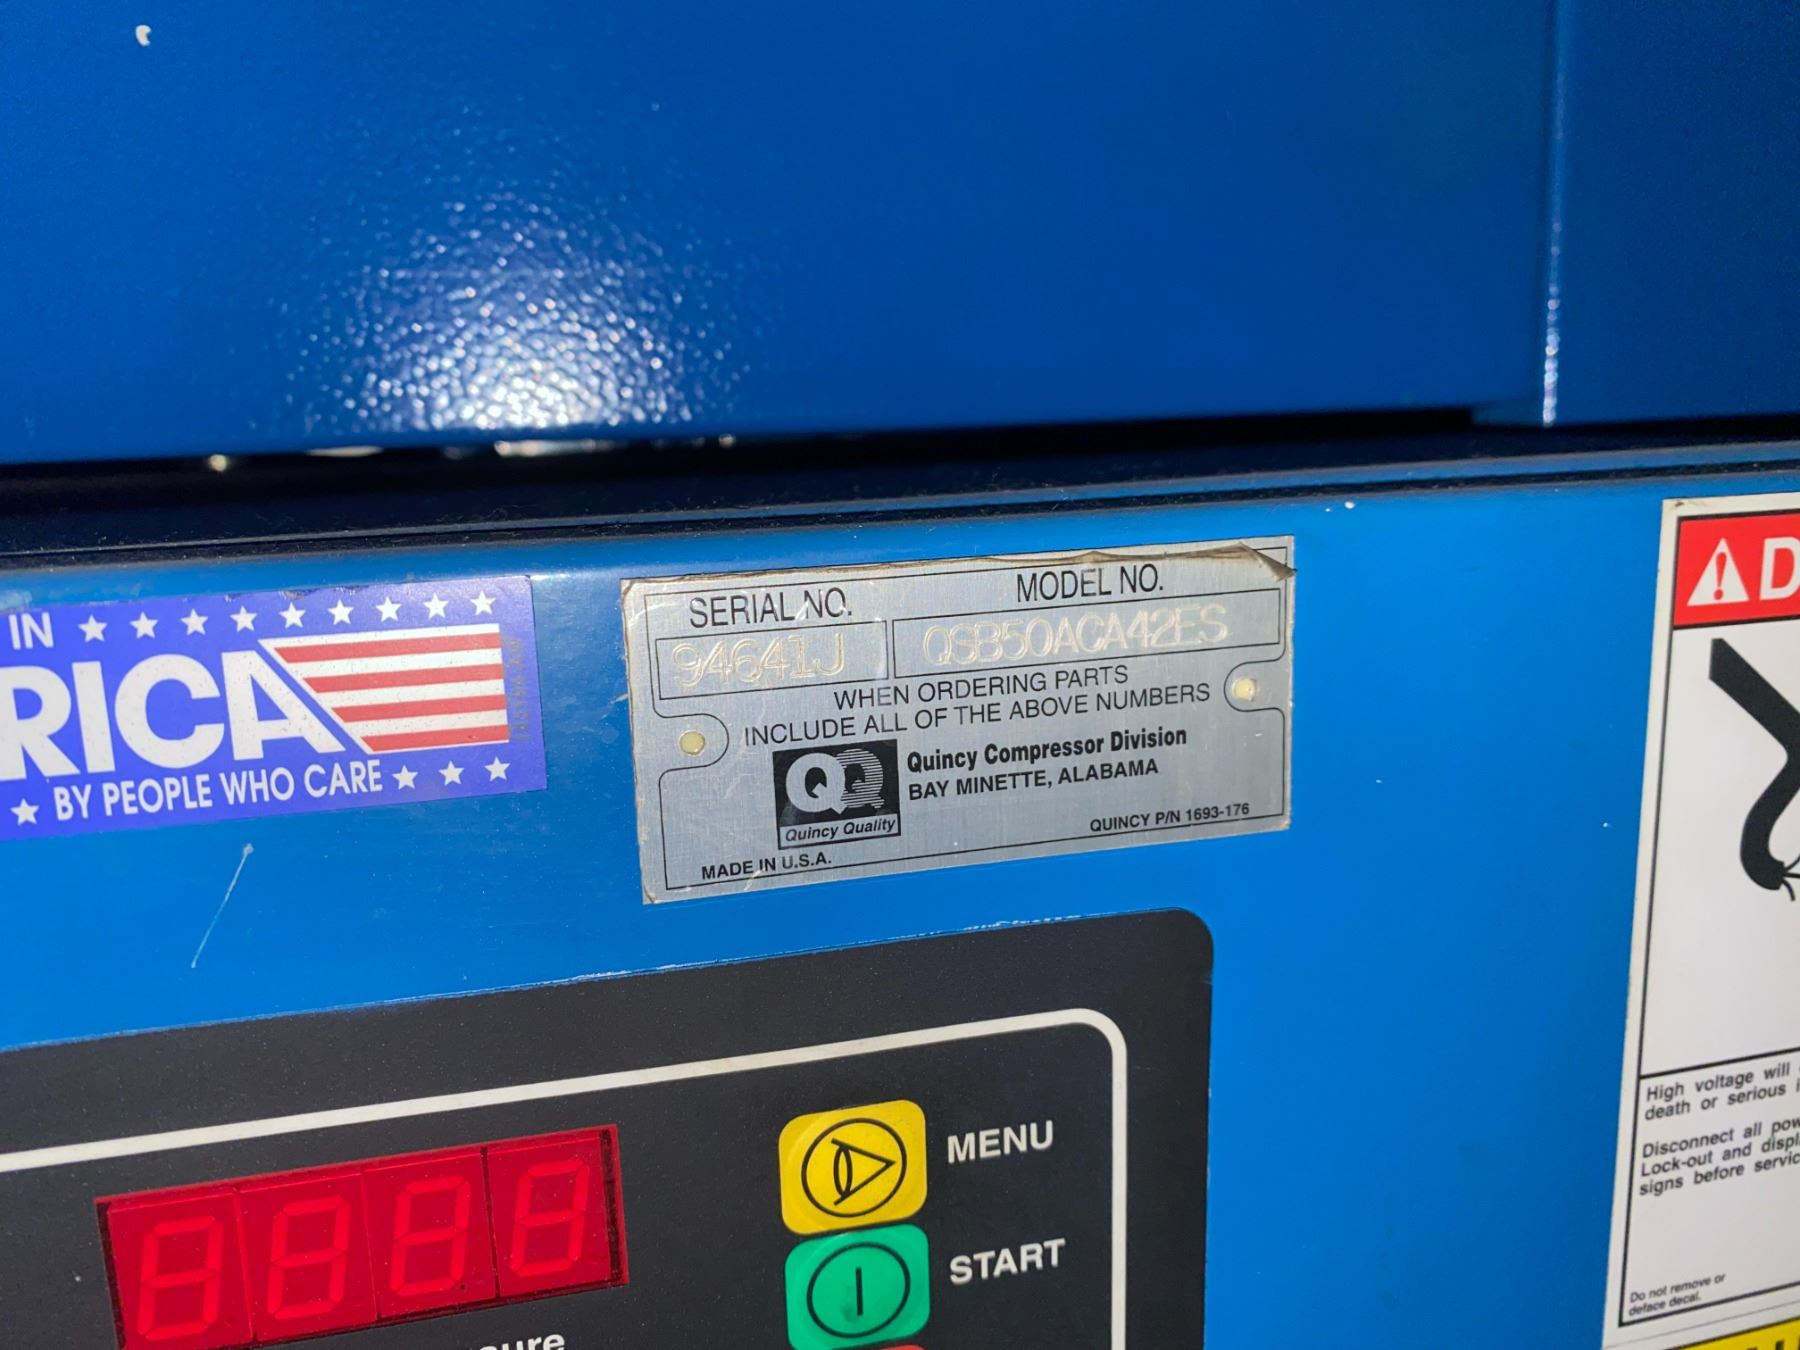 IN
RICA
BY PEOPLE WHO CARE
SERIAL NO.
MODEL NO.
94641J
QSB50ACA42ES
WHEN ORDERING PARTS
INCLUDE ALL OF THE ABOVE NUMBERS
QQ
Quincy Quality
Quincy Compressor Division
BAY MINETTE, ALABAMA
QUINCY P/N 1693-176
MADE IN U.S.A.
MENU
START
sure
D
High voltage will
death or serious
Disconnect all pow
Lock-out and displ
signs before servic
Do not remove or
deface decal.